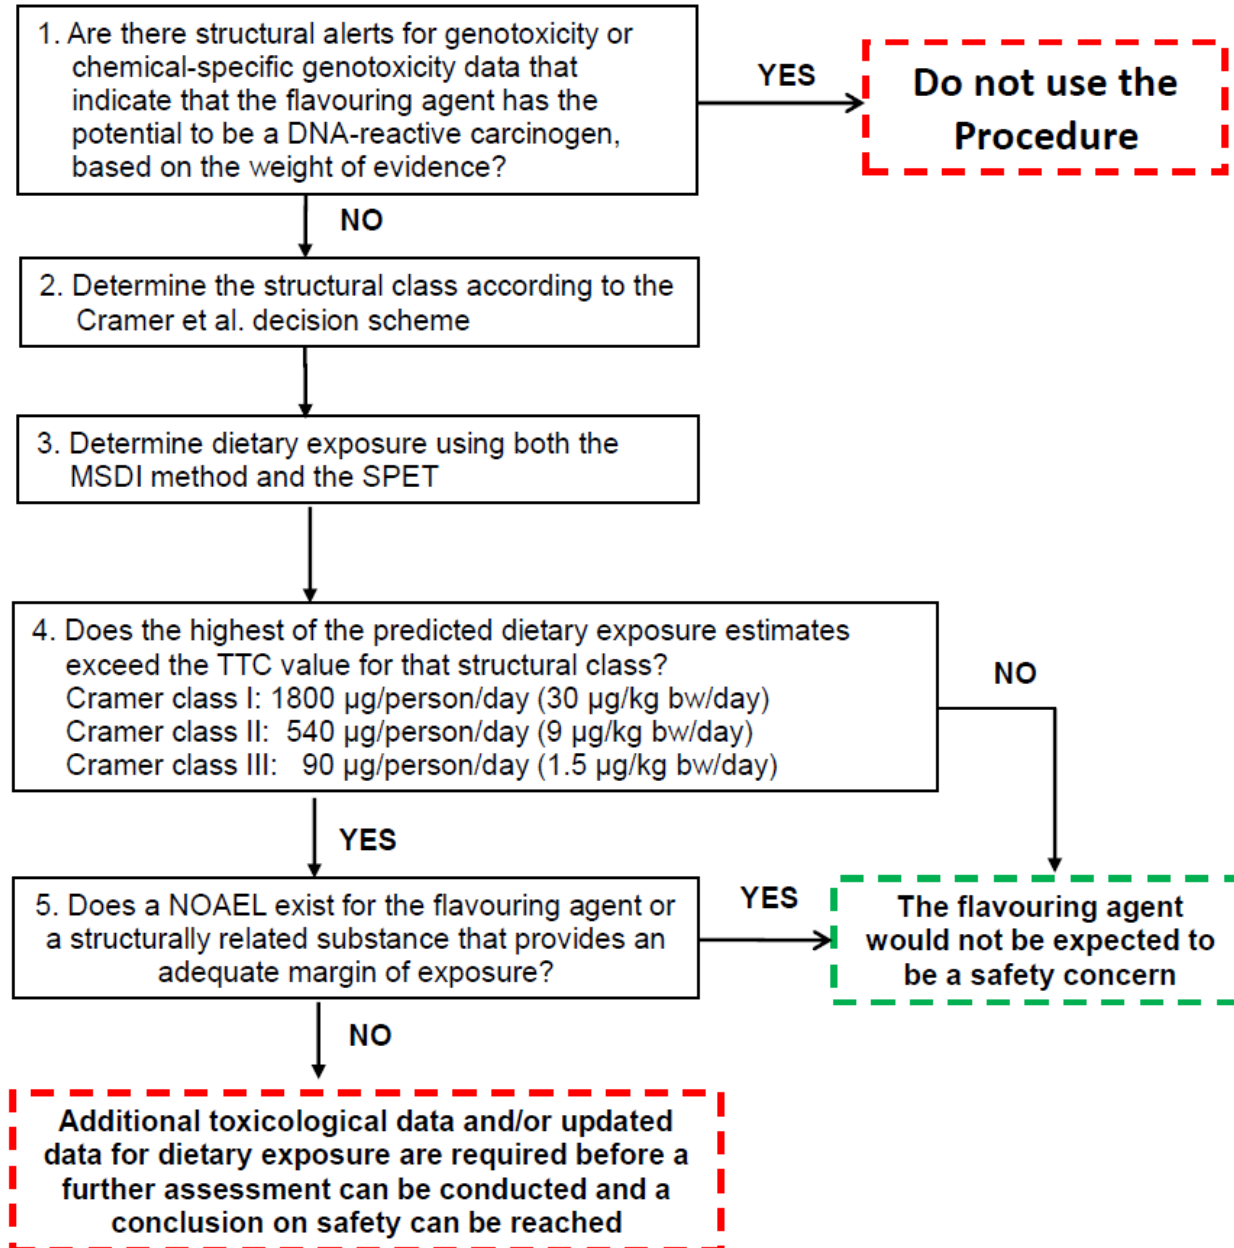 1. Are there structural alerts for genotoxicity or
chemical-specific genotoxicity data that
indicate that the flavouring agent has the
potential to be a DNA-reactive carcinogen,
based on the weight of evidence?
YES
Do not use the
Procedure
NO
2. Determine the structural class according to the
Cramer et al. decision scheme
3. Determine dietary exposure using both the
MSDI method and the SPET
4. Does the highest of the predicted dietary exposure estimates
exceed the TTC value for that structural class?
Cramer class I: 1800 µg/person/day (30 µg/kg bw/day)
Cramer class II: 540 µg/person/day (9 µg/kg bw/day)
Cramer class III: 90 µg/person/day (1.5 µg/kg bw/day)
NO
YES
5. Does a NOAEL exist for the flavouring agent or
a structurally related substance that provides an
adequate margin of exposure?
YES
The flavouring agent
would not be expected to
be a safety concern
NO
Additional toxicological data and/or updated
data for dietary exposure are required before a
further assessment can be conducted and a
conclusion on safety can be reached